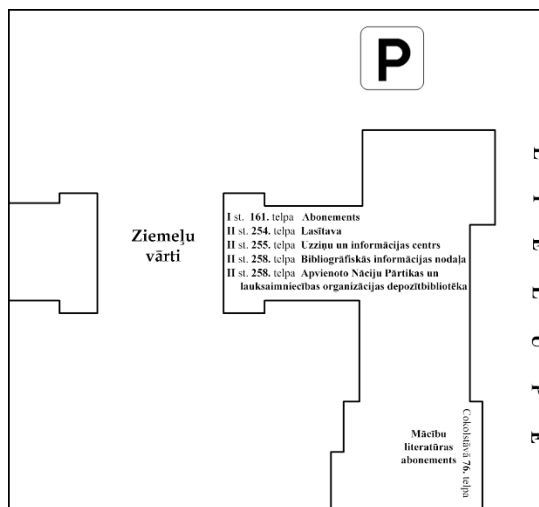 P
Ziemeļu
vārti
I st. 161. telpa Abonements
II st. 254. telpa Lasītava
II st. 255. telpa Uzziņu un informācijas centrs
II st. 258. telpa Bibliogrāfiskās informācijas nodaļa
II st. 258. telpa Apvienoto Nāciju Pārtikas un
lauksaimniecības organizācijas depozītbibliotēka
Mācību
literatūras
abonements
Cokolstāvā 76. telpa
LIELUPE